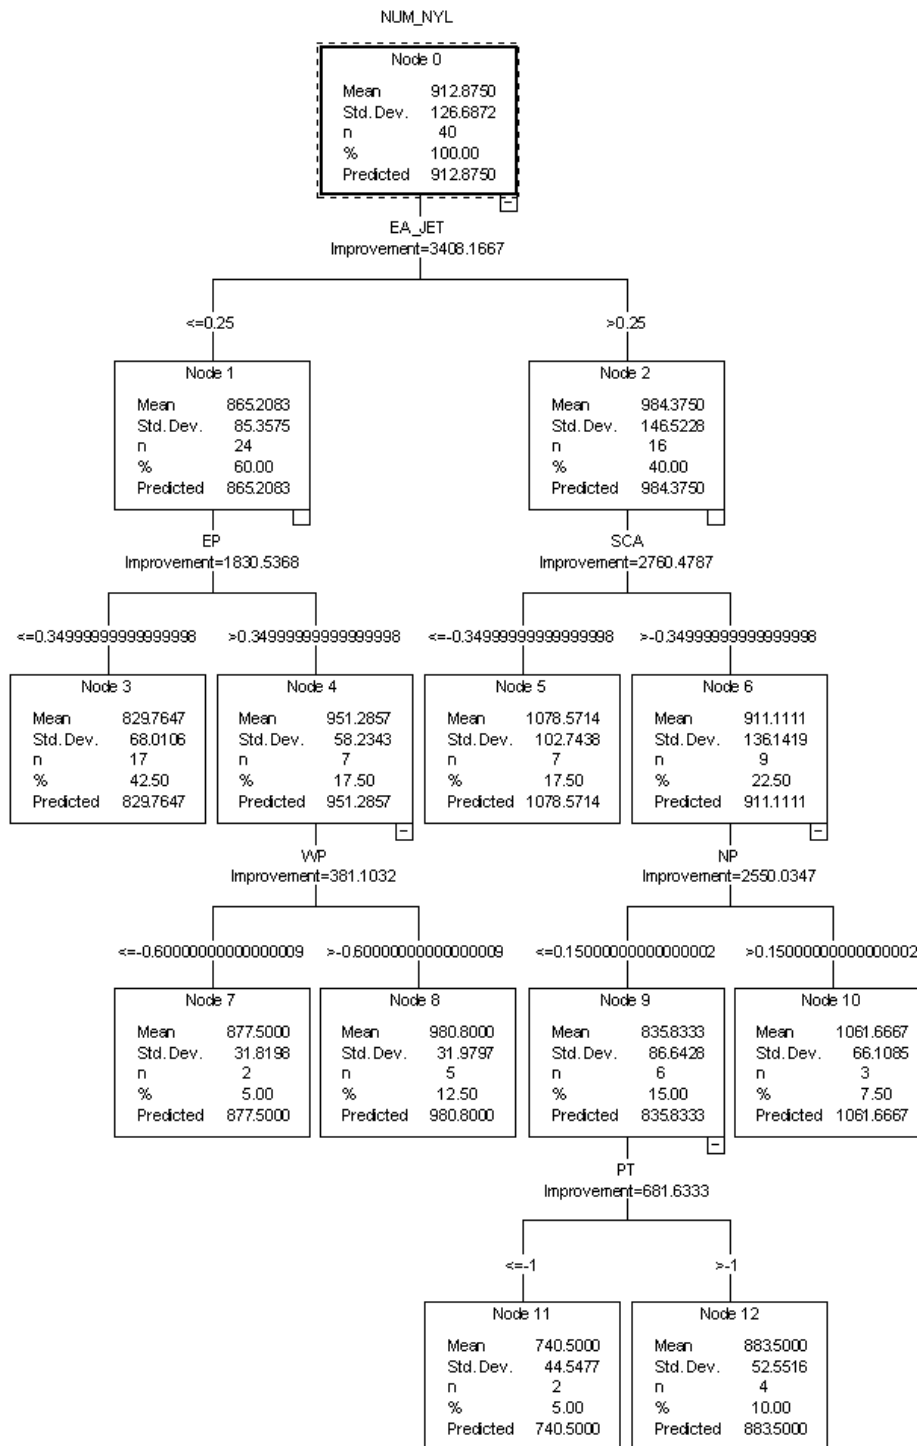 NUM_NYL
Node 0
Mean 912.8750
Std. Dev. 126.6872
n 40
% 100.00
Predicted 912.8750
EA_JET
Improvement=3408.1667
<=0.25 >0.25
Node 1
Mean 865.2083
Std. Dev. 85.3575
n 24
% 60.00
Predicted 865.2083
Node 2
Mean 984.3750
Std. Dev. 146.5228
n 16
% 40.00
Predicted 984.3750
EP
Improvement=1830.5368
SCA
Improvement=2760.4787
<=0.34999999999999998 >0.34999999999999998 <=-0.34999999999999998 >-0.34999999999999998
Node 3
Mean 829.7647
Std. Dev. 68.0106
n 17
% 42.50
Predicted 829.7647
Node 4
Mean 951.2857
Std. Dev. 58.2343
n 7
% 17.50
Predicted 951.2857
Node 5
Mean 1078.5714
Std. Dev. 102.7438
n 7
% 17.50
Predicted 1078.5714
Node 6
Mean 911.1111
Std. Dev. 136.1419
n 9
% 22.50
Predicted 911.1111
WP
Improvement=381.1032
NP
Improvement=2550.0347
<=-0.60000000000000009 >-0.60000000000000009 <=0.15000000000000002 >0.15000000000000002
Node 7
Mean 877.5000
Std. Dev. 31.8198
n 2
% 5.00
Predicted 877.5000
Node 8
Mean 980.8000
Std. Dev. 31.9797
n 5
% 12.50
Predicted 980.8000
Node 9
Mean 835.8333
Std. Dev. 86.6428
n 6
% 15.00
Predicted 835.8333
Node 10
Mean 1061.6667
Std. Dev. 66.1085
n 3
% 7.50
Predicted 1061.6667
PT
Improvement=681.6333
<=-1 >-1
Node 11
Mean 740.5000
Std. Dev. 44.5477
n 2
% 5.00
Predicted 740.5000
Node 12
Mean 883.5000
Std. Dev. 52.5516
n 4
% 10.00
Predicted 883.5000